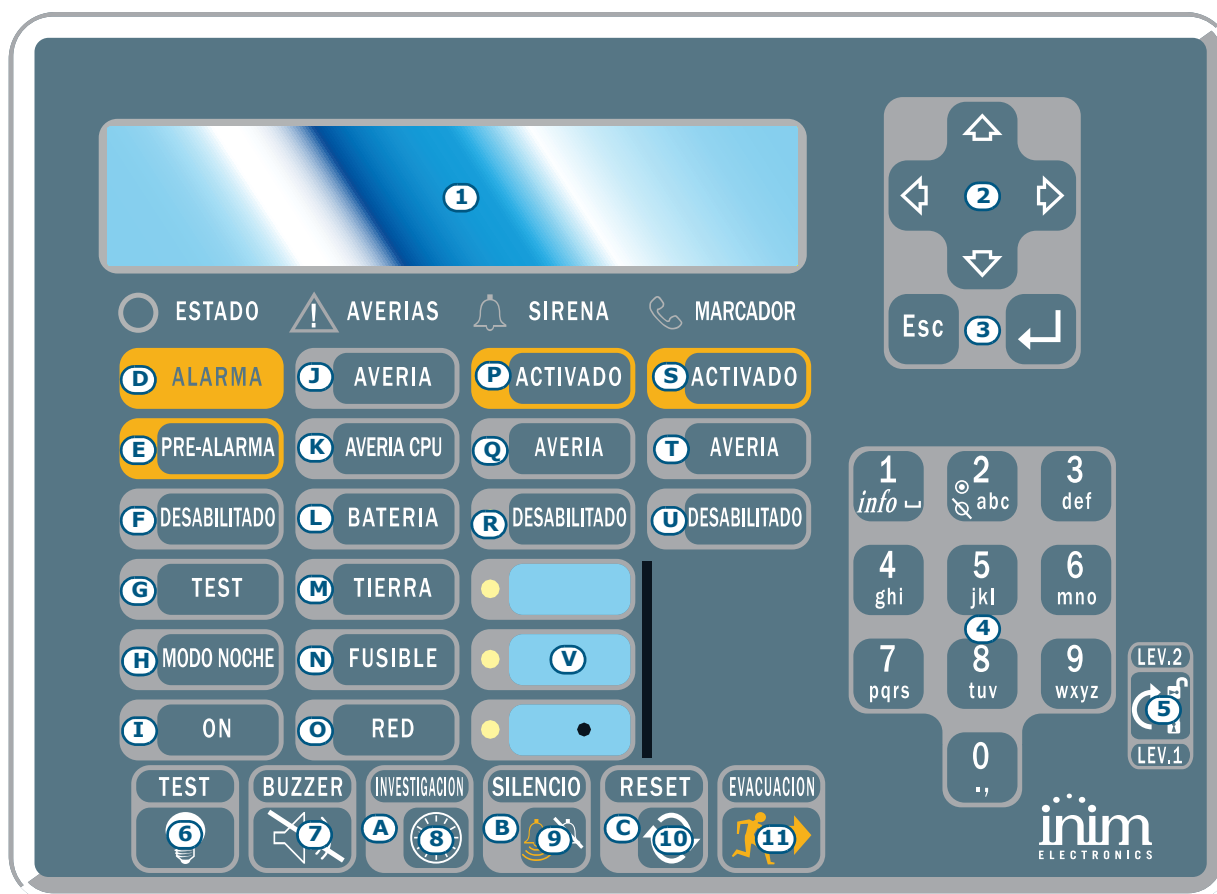 1
2
ESTADO AVERIAS SIRENA MARCADOR
Esc 3
D ALARMA J AVERIA P ACTIVADO S ACTIVADO
E PRE-ALARMA K AVERIA CPU Q AVERIA T AVERIA
F DESABILITADO L BATERIA R DESABILITADO U DESABILITADO
G TEST M TIERRA
H MODO NOCHE N FUSIBLE V
I ON O RED
1 2 3
info abc def
4 5 6
ghi jkl mno
4
7 8 9
pqrs tuv wxyz
0
.,
LEV.2
5
LEV.1
TEST BUZZER INVESTIGACION SILENCIO RESET EVACUACION
6 7 A 8 B 9 C 10 11
inim
ELECTRONICS